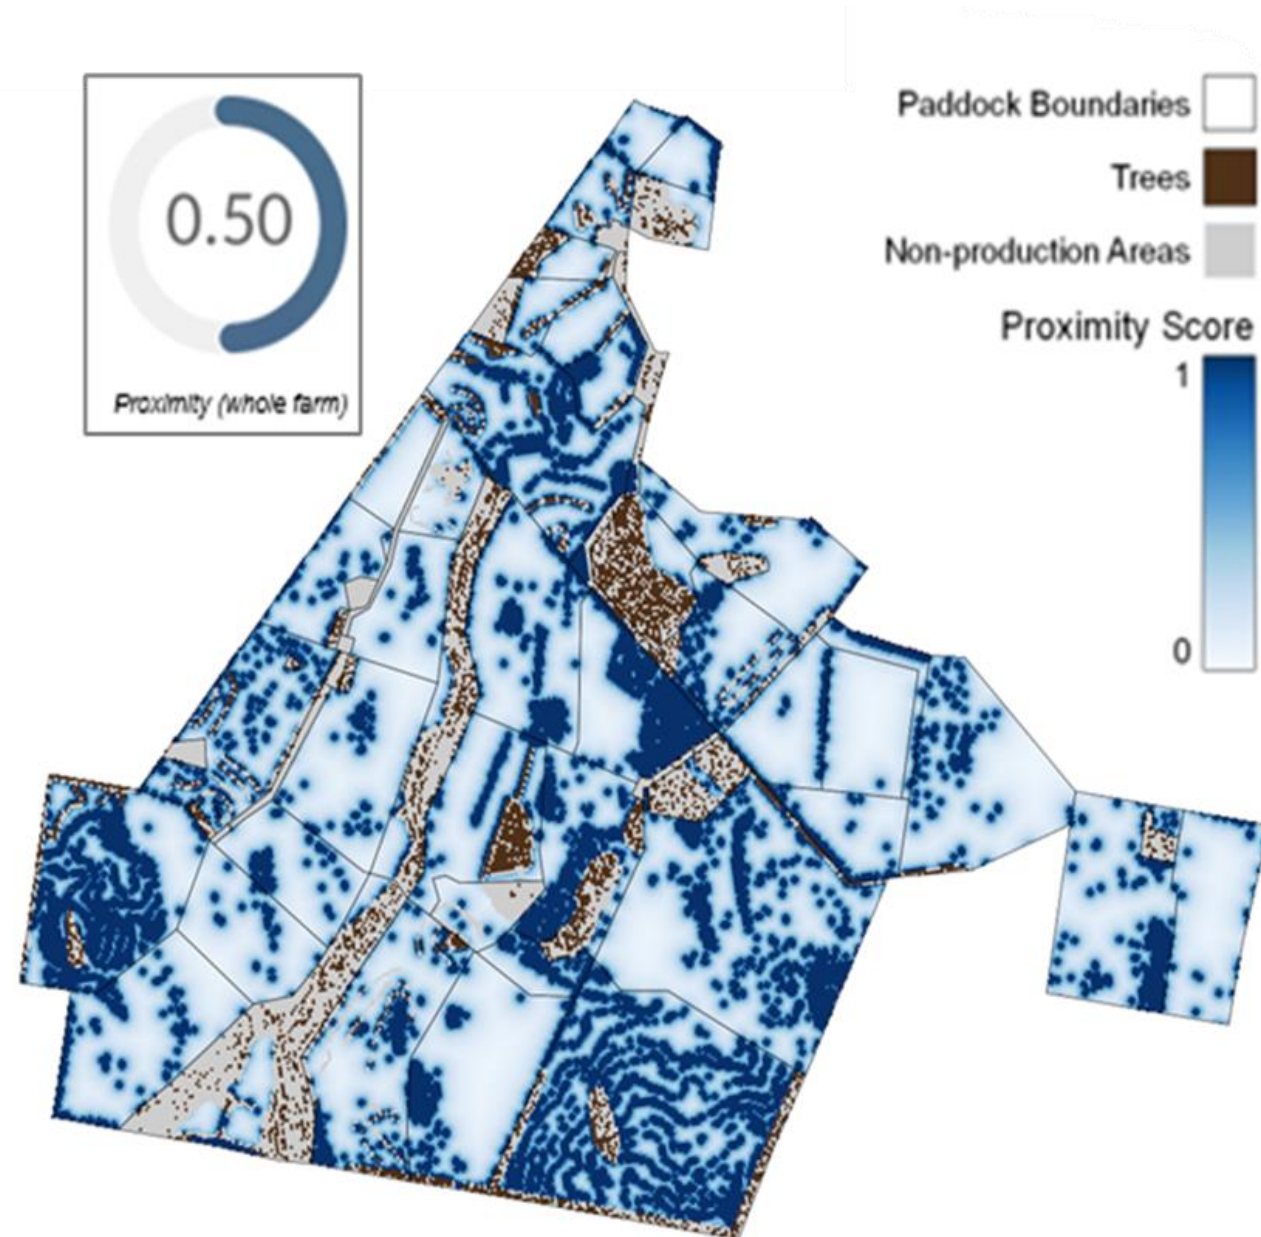 0.50
Proximity (whole farm)
Paddock Boundaries
Trees
Non-production Areas
Proximity Score
1
0